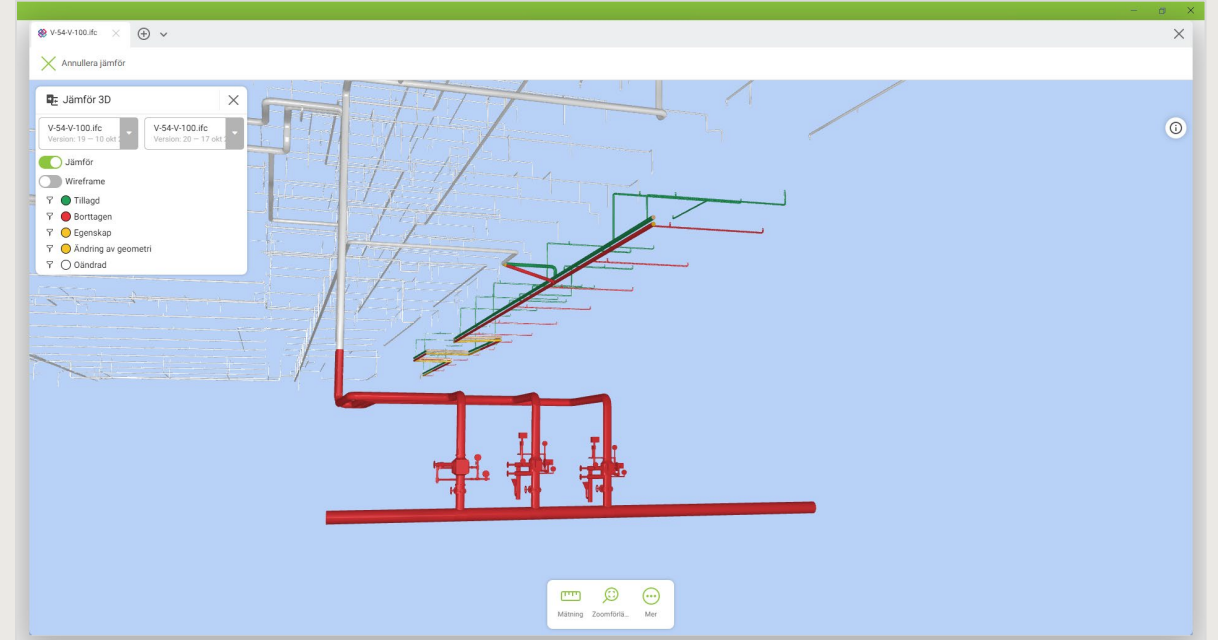 V-54-V-100.ifc
Annullera jämför
Jämför 3D
V-54-V-100.ifc
Version: 19 – 10 okt
V-54-V-100.ifc
Version: 20 – 17 okt
Jämför
Wireframe
Tillagd
Borttagen
Egenskap
Ändring av geometri
Oändrad
Mätning
Zoomförlä...
Mer